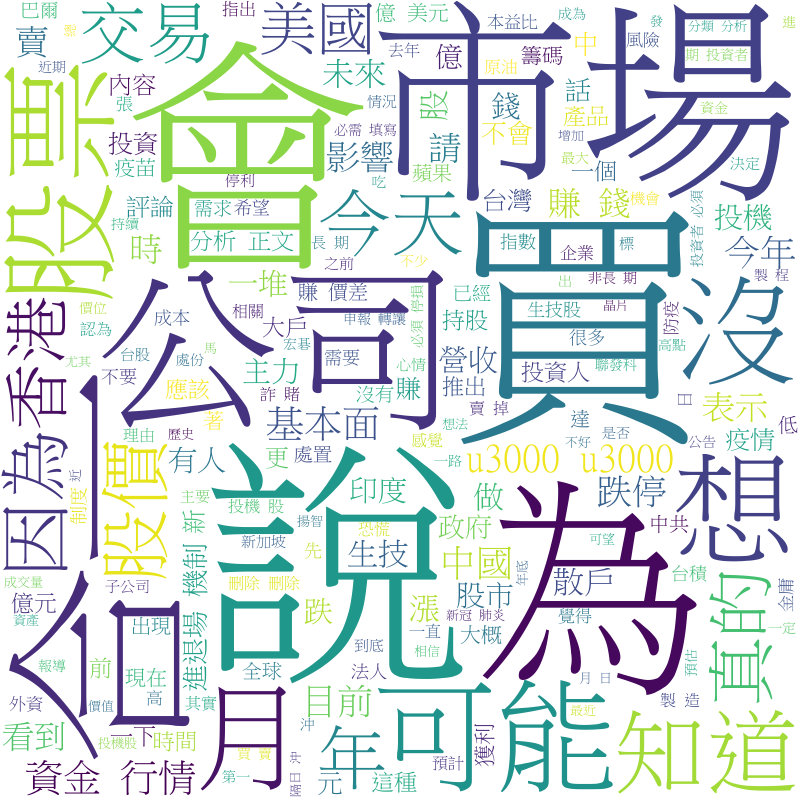 巴爾
指出
億 美元
本益比
成為
分類 分析
發
進
賣
近期
交易
美國
去年
億
籌碼
中
風險
期 投資者
未來
原油
張
內容
情況
錢
話
產品
資金
股票
會
市場
投資
必需 填寫
股
不會
增加
疫苗
影響
請
蘋果
一個
最大
決定
停利
吃
評論
需求
希望
賺 錢
台灣
機會
投機
持續
時
今天
分析 正文
長 期
指數
企業
標
今年
投資者 必須
之前
不少
出
非長 期
製 程
價位
認為
香港
一堆
賺 價差
已經
生技股
晶片
防疫
相關
申報 轉讓
必須 停損
持股
很多
成本
大戶
公司
買
沒
台股
處份
宏碁
需要
心情
營收
聯發科
高點
尤其
馬
不要
主力
賺
推出
投資人
因為
股價
應該
沒有
詐 賭
賣 掉
達
日
表示
低
理由
著
基本面
感覺
想法
不好
是否
公告
疫情
歷史
處置
近
有人
更
一路
u3000 u3000
想
制度
主要
投機 股
印度
做
跌停
說
為
真的
新
揚智
恐慌
政府
中共
機制
新加坡
先
生技
中國
可望
年底
散戶
台積
成交量
子公司
刪除 刪除
跌
漲
股市
金庸
資產
億元
進退場
新冠 肺炎
覺得
一定
出現
到底
一直
大概
合
月
可能
報導
前
現在
全球
法人
相信
月 日
預估
外資
價值
高
其實
目前
製 造
看到
一下
時間
沖
年
獲利
最近
知道
投機股
買 賣
隔日 沖
元
這種
預計
資金 行情
第一